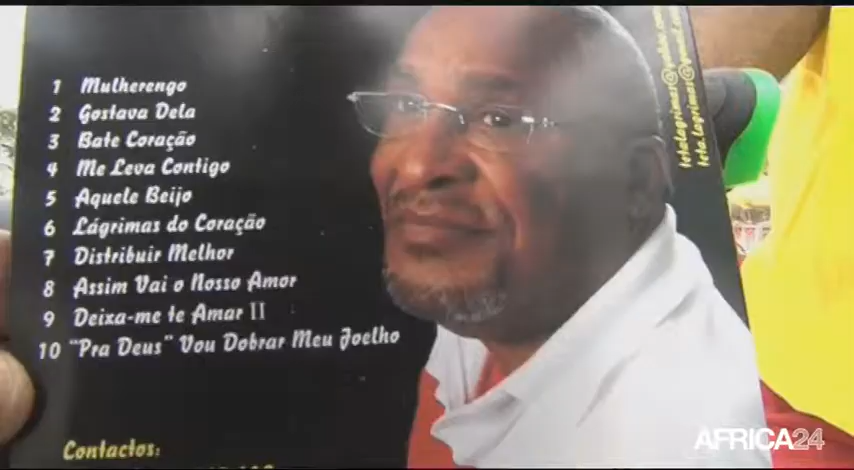 1 Mulherengo
2 Gostava Dela
3 Bate Coração
4 Me Leva Contigo
5 Aquele Beijo
6 Lágrimas do Coração
7 Distribuir Melhor
8 Assim Vai o Nosso Amor
9 Deixa-me te Amar II
10 "Pra Deus" Vou Dobrar Meu Joelho
Contactos:
AFRICA24